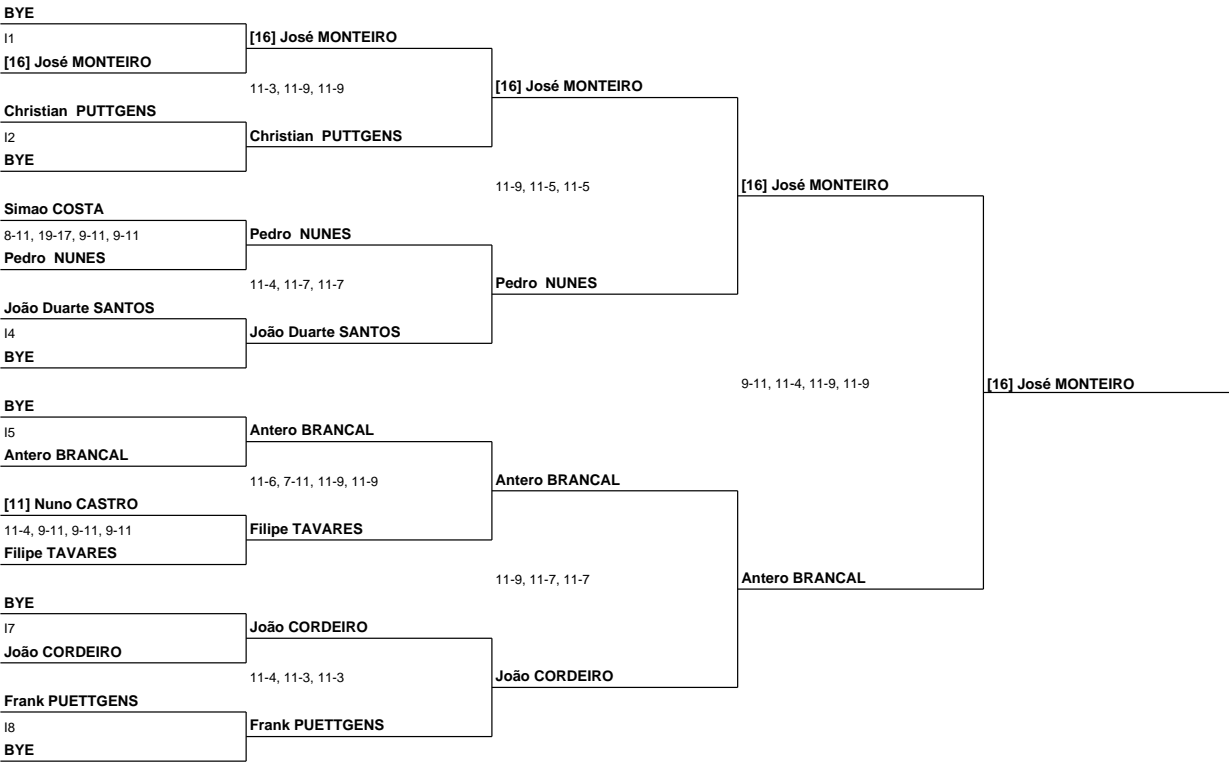 BYE
I1
[16] José MONTEIRO
[16] José MONTEIRO
11-3, 11-9, 11-9
[16] José MONTEIRO
Christian  PUTTGENS
I2
Christian  PUTTGENS
BYE
11-9, 11-5, 11-5
[16] José MONTEIRO
Simao COSTA
8-11, 19-17, 9-11, 9-11
Pedro  NUNES
Pedro  NUNES
11-4, 11-7, 11-7
Pedro  NUNES
João Duarte SANTOS
I4
João Duarte SANTOS
BYE
9-11, 11-4, 11-9, 11-9
[16] José MONTEIRO
BYE
I5
Antero BRANCAL
Antero BRANCAL
11-6, 7-11, 11-9, 11-9
Antero BRANCAL
[11] Nuno CASTRO
11-4, 9-11, 9-11, 9-11
Filipe TAVARES
Filipe TAVARES
11-9, 11-7, 11-7
Antero BRANCAL
BYE
I7
João CORDEIRO
João CORDEIRO
11-4, 11-3, 11-3
João CORDEIRO
Frank PUETTGENS
I8
Frank PUETTGENS
BYE